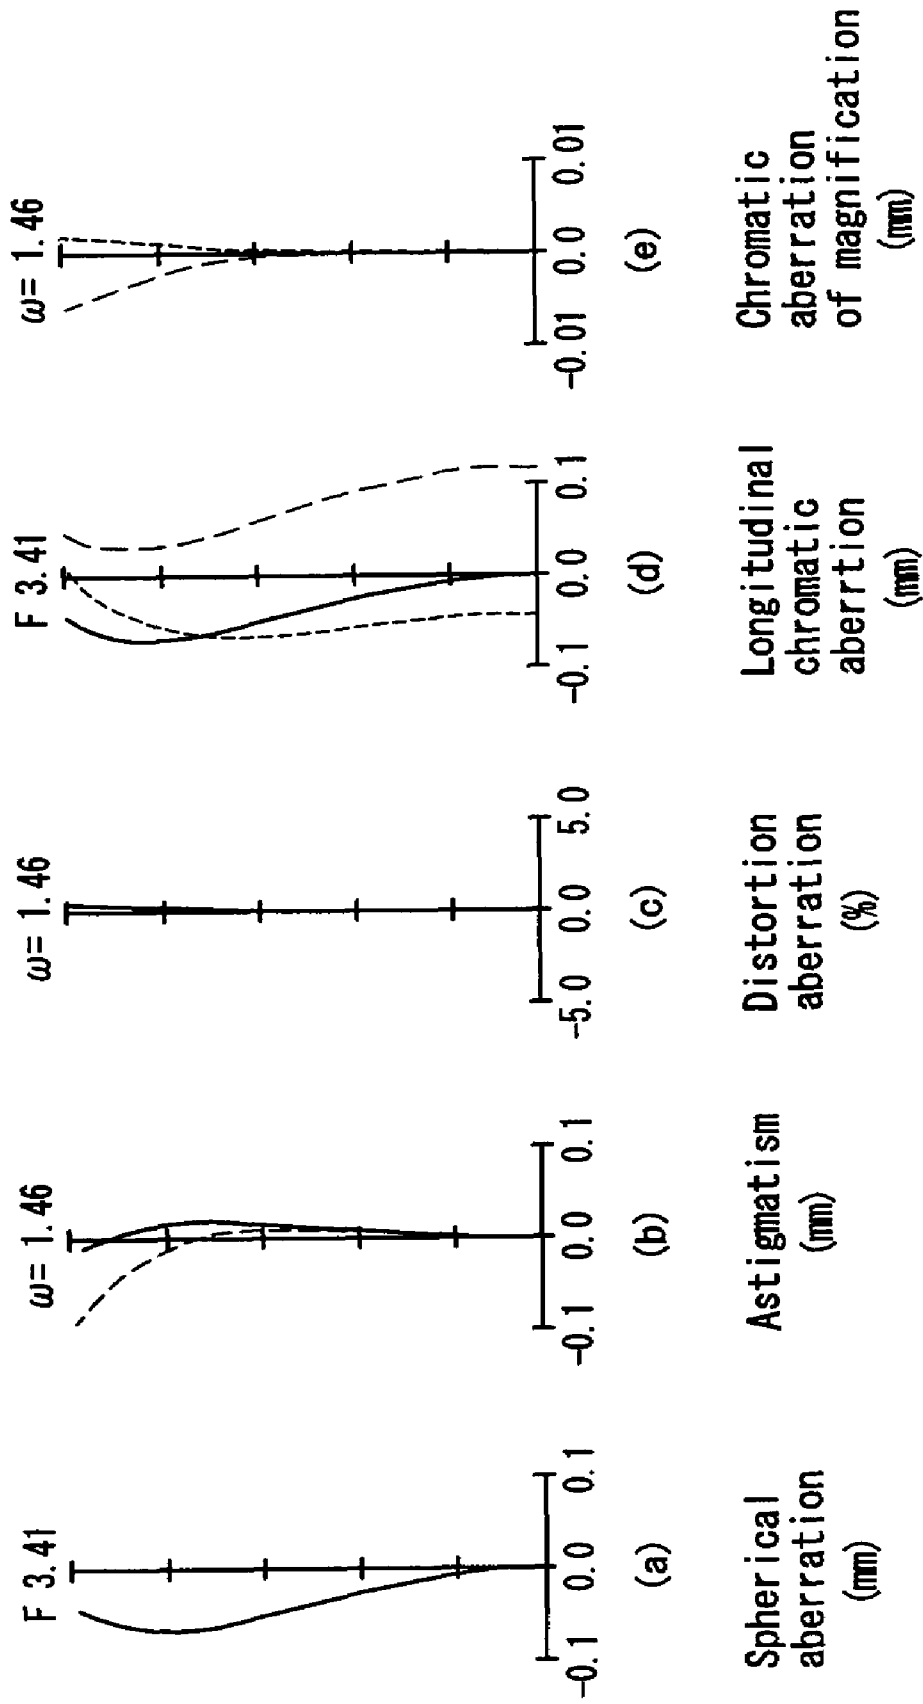 F 3.41
-0.1 0.0 0.1
(a)
Spherical
aberration
(mm)
ω= 1.46
-0.1 0.0 0.1
(b)
Astigmatism
(mm)
ω= 1.46
-5.0 0.0 5.0
(c)
Distortion
aberration
(%)
F 3.41
-0.1 0.0 0.1
(d)
Longitudinal
chromatic
aberrtion
(mm)
ω= 1.46
-0.01 0.0 0.01
(e)
Chromatic
aberration
of magnification
(mm)